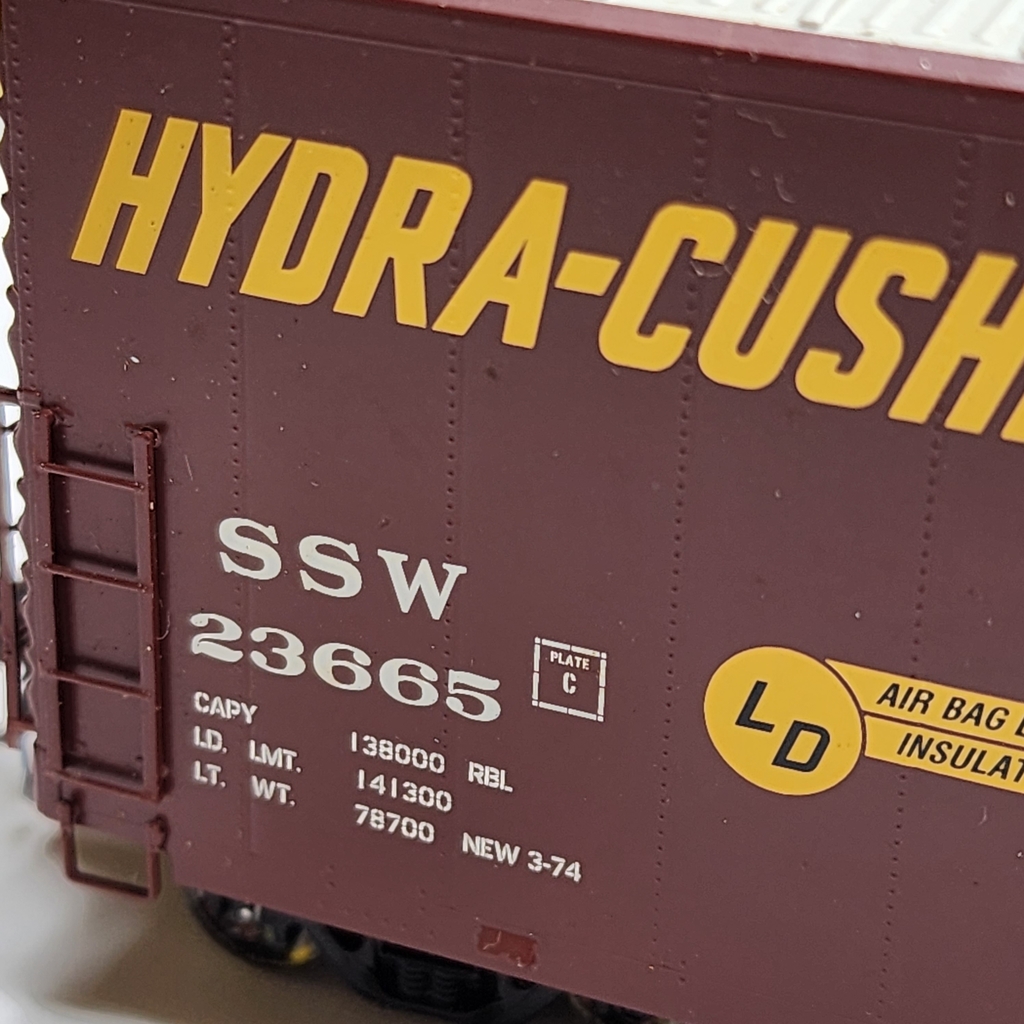 HYDRA-CUSH
SSW
23665
PLATE
C
CAPY 138000 RBL
LD. LMT. 141300
LT. WT. 78700 NEW 3-74
LD
AIR BAG
INSULAT